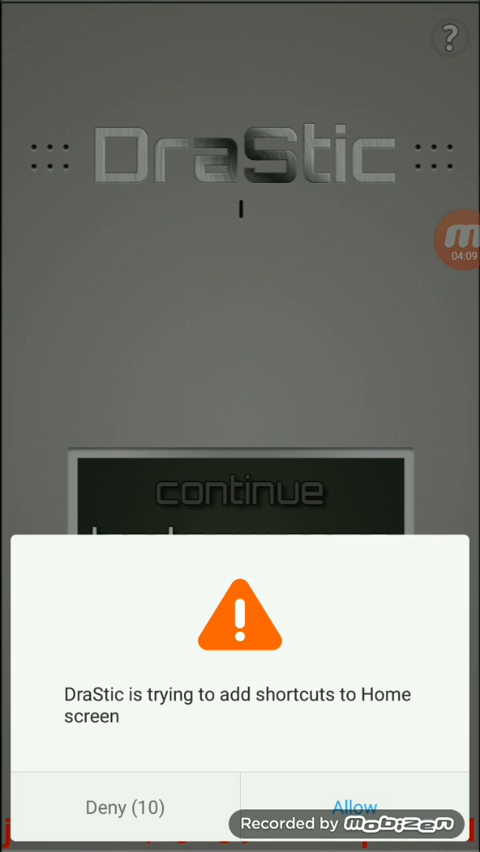 ?
DraStic
m
04:09
continue
DraStic is trying to add shortcuts to Home
screen
Deny (10)
Allow
Recorded by mobizen